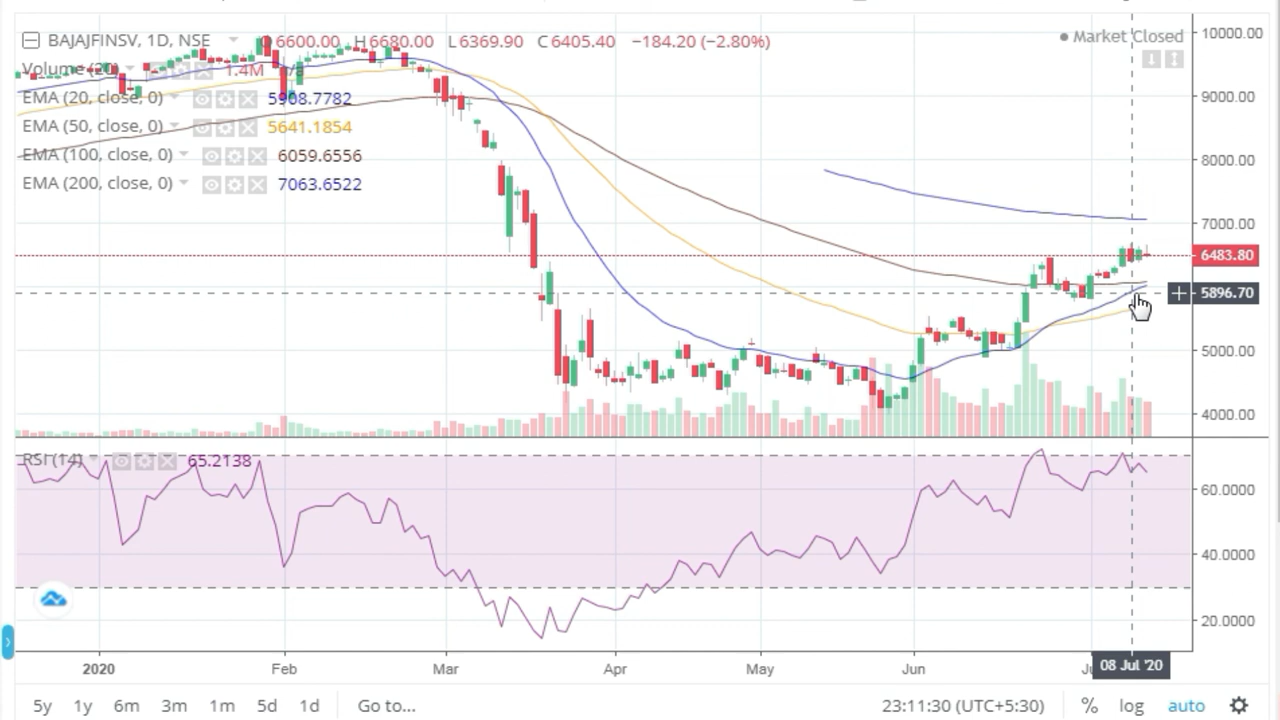 BAJAJFINSV, 1D, NSE O 6600.00 H 6680.00 L 6369.90 C 6405.40 −184.20 (−2.80%)
Market Closed
Volume (20) 1.4M n/a
EMA (20, close, 0) 5908.7782
EMA (50, close, 0) 5641.1854
EMA (100, close, 0) 6059.6556
EMA (200, close, 0) 7063.6522
10000.00
9000.00
8000.00
7000.00
6483.80
5896.70
5000.00
4000.00
RSI (14) 65.2138
60.0000
40.0000
20.0000
2020 Feb Mar Apr May Jun 08 Jul '20
5y 1y 6m 3m 1m 5d 1d Go to... 23:11:30 (UTC+5:30) % log auto